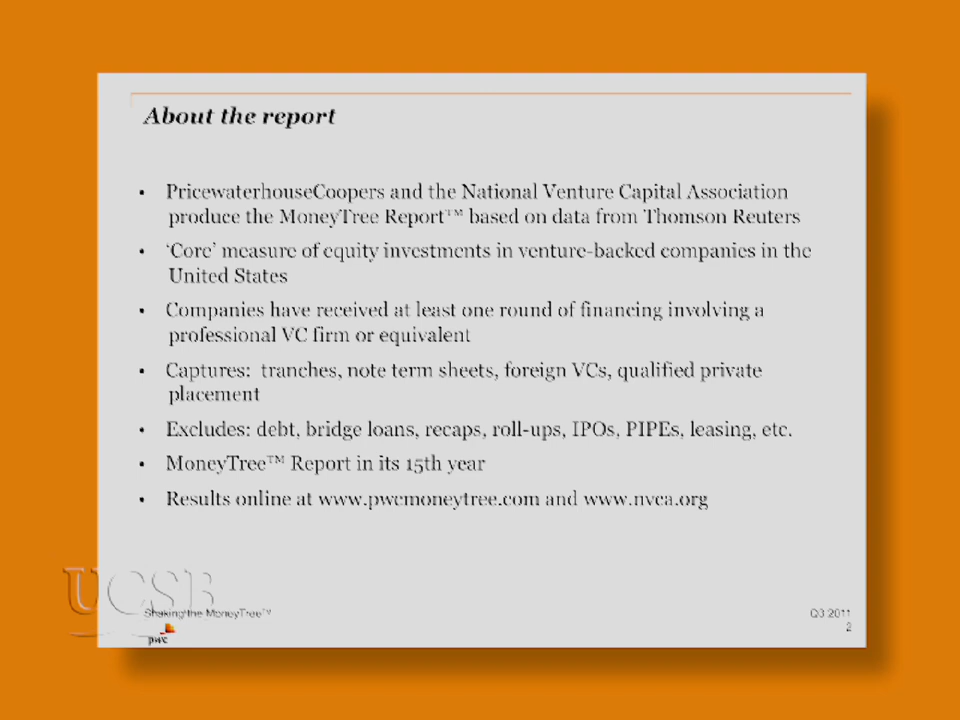 About the report
• PricewaterhouseCoopers and the National Venture Capital Association
produce the MoneyTree Report™ based on data from Thomson Reuters
• ‘Core’ measure of equity investments in venture-backed companies in the
United States
• Companies have received at least one round of financing involving a
professional VC firm or equivalent
• Captures: tranches, note term sheets, foreign VCs, qualified private
placement
• Excludes: debt, bridge loans, recaps, roll-ups, IPOs, PIPEs, leasing, etc.
• MoneyTree™ Report in its 15th year
• Results online at www.pwcmoneytree.com and www.nvca.org
UCSB
Shaking the MoneyTree™
Q3 2011
2
pwc